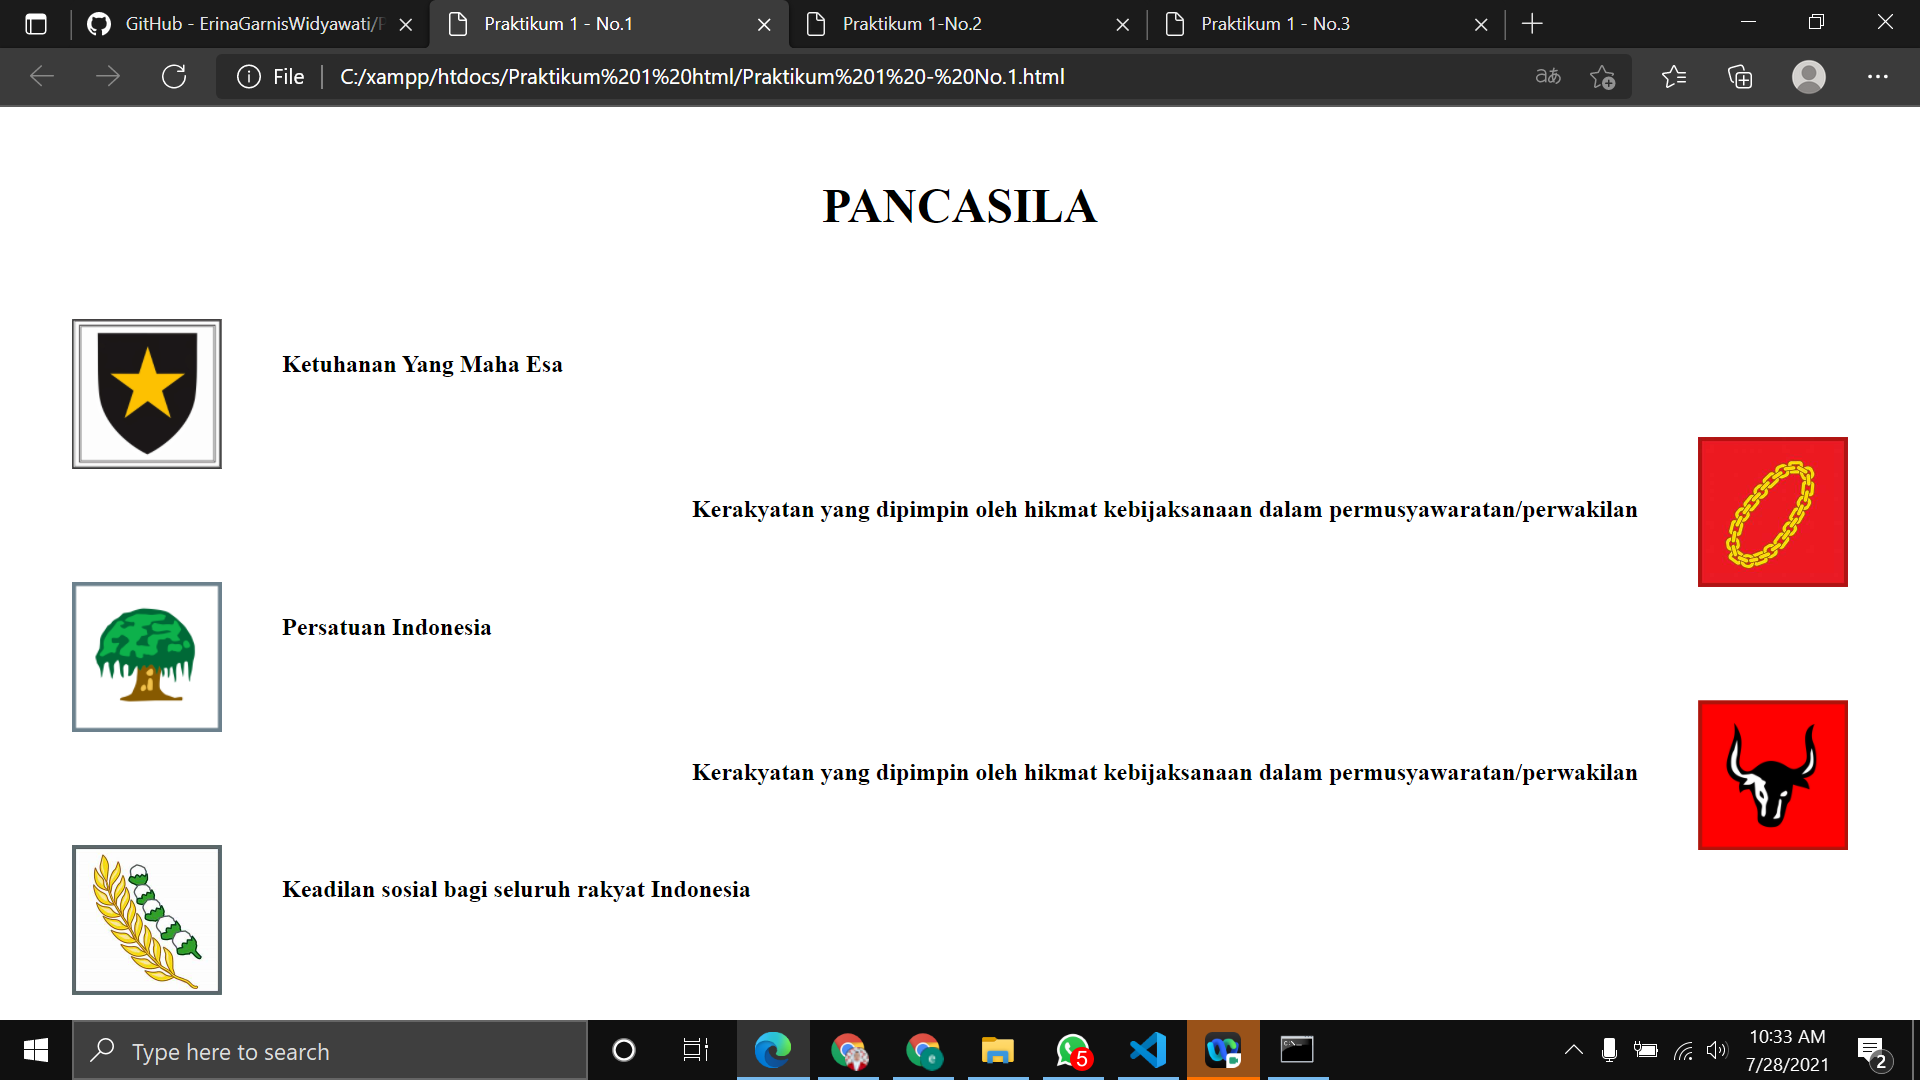 GitHub - ErinaGarnisWidyawati/P
Praktikum 1 - No.1
Praktikum 1-No.2
Praktikum 1 - No.3
File
C:/xampp/htdocs/Praktikum%201%20html/Praktikum%201%20-%20No.1.html
PANCASILA
Ketuhanan Yang Maha Esa
Kerakyatan yang dipimpin oleh hikmat kebijaksanaan dalam permusyawaratan/perwakilan
Persatuan Indonesia
Kerakyatan yang dipimpin oleh hikmat kebijaksanaan dalam permusyawaratan/perwakilan
Keadilan sosial bagi seluruh rakyat Indonesia
Type here to search
5
10:33 AM
7/28/2021
2